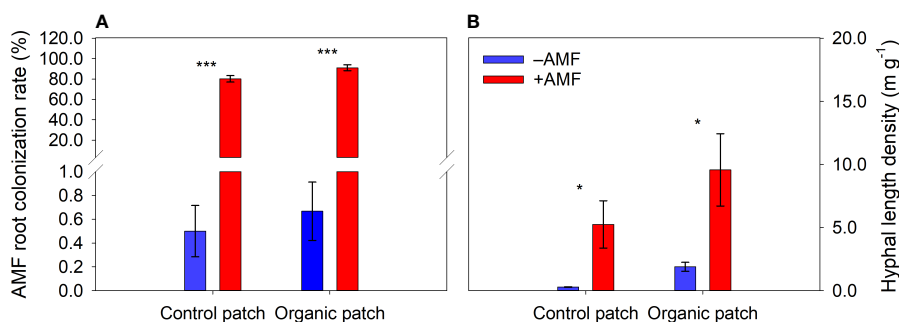 A
B
AMF root colonization rate (%)
120.0
100.0
80.0
60.0
40.0
20.0
1.0
0.8
0.6
0.4
0.2
0.0
***
***
Control patch
Organic patch
–AMF
+AMF
*
*
Control patch
Organic patch
20.0
15.0
10.0
5.0
0.0
Hyphal length density (m g⁻¹)